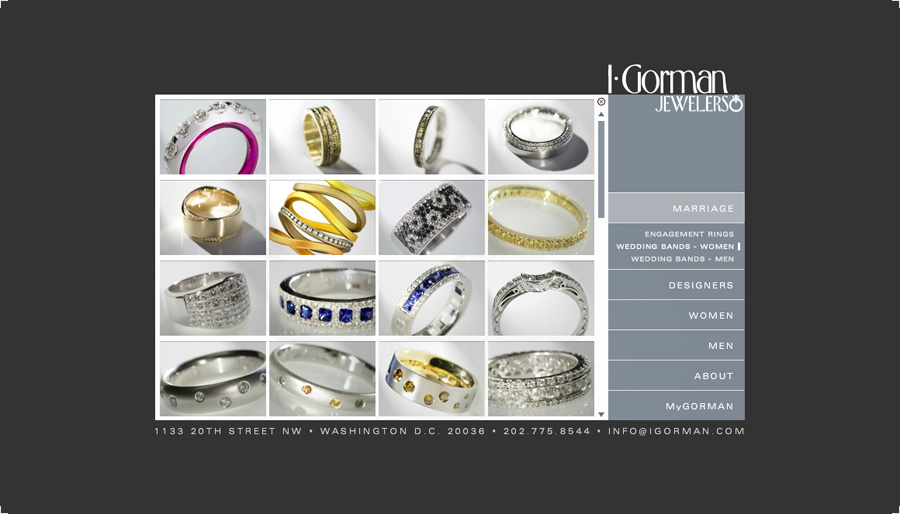 I·Gorman
JEWELERS
MARRIAGE
ENGAGEMENT RINGS
WEDDING BANDS - WOMEN
WEDDING BANDS - MEN
DESIGNERS
WOMEN
MEN
ABOUT
MyGORMAN
1133 20TH STREET NW • WASHINGTON D.C. 20036 • 202.775.8544 • INFO@IGORMAN.COM